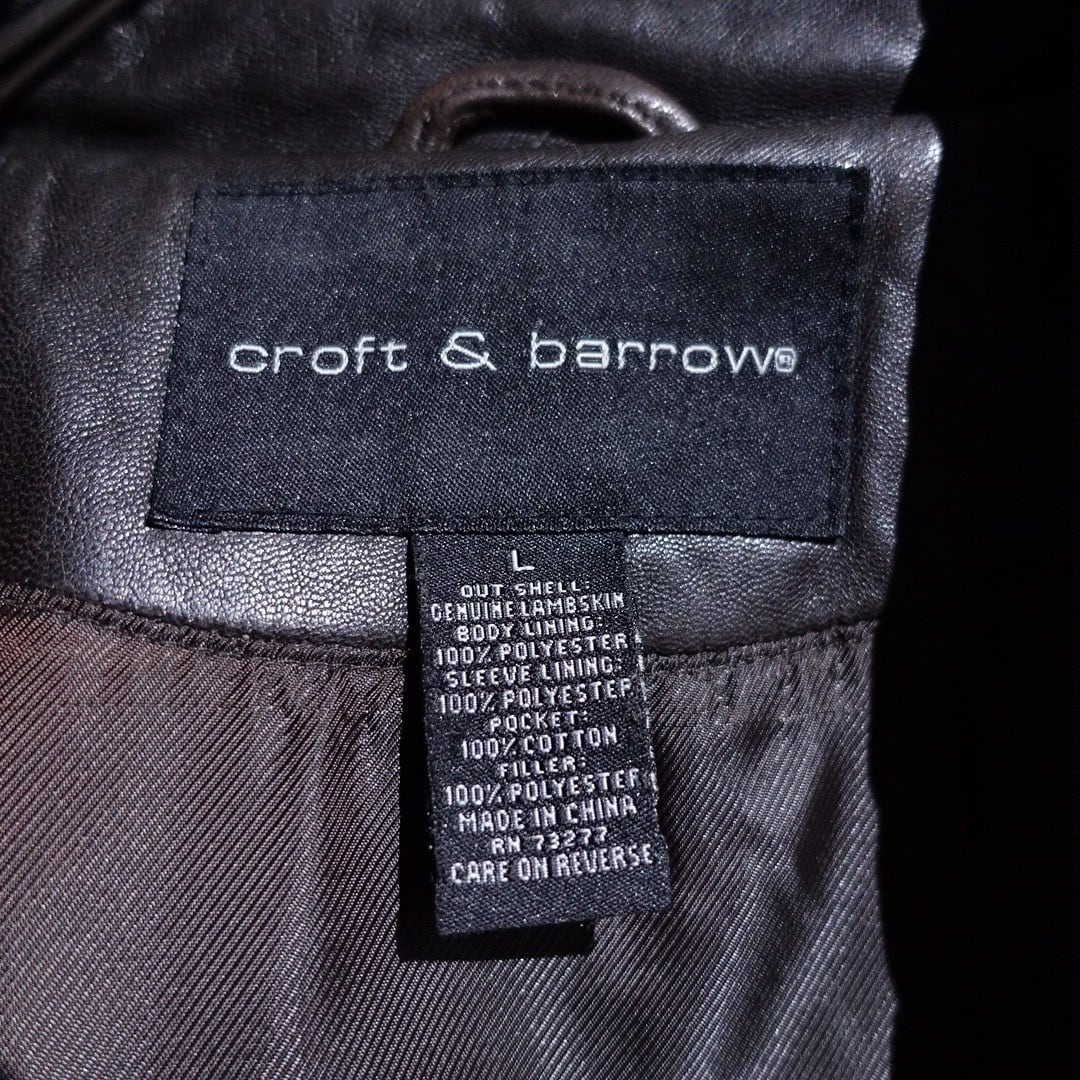 croft & barrow®
L
OUT SHELL:
GENUINE LAMBSKIN
BODY LINING:
100% POLYESTER
SLEEVE LINING:
100% POLYESTER
POCKET:
100% COTTON
FILLER:
100% POLYESTER
MADE IN CHINA
RN 73277
CARE ON REVERSE